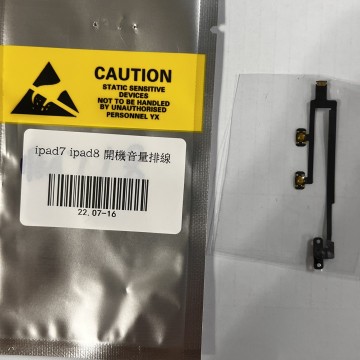 CAUTION
STATIC SENSITIVE
DEVICES
NOT TO BE HANDLED
BY UNAUTHORISED
PERSONNEL YX
ipad7 ipad8 開機音量排線
22.07-16